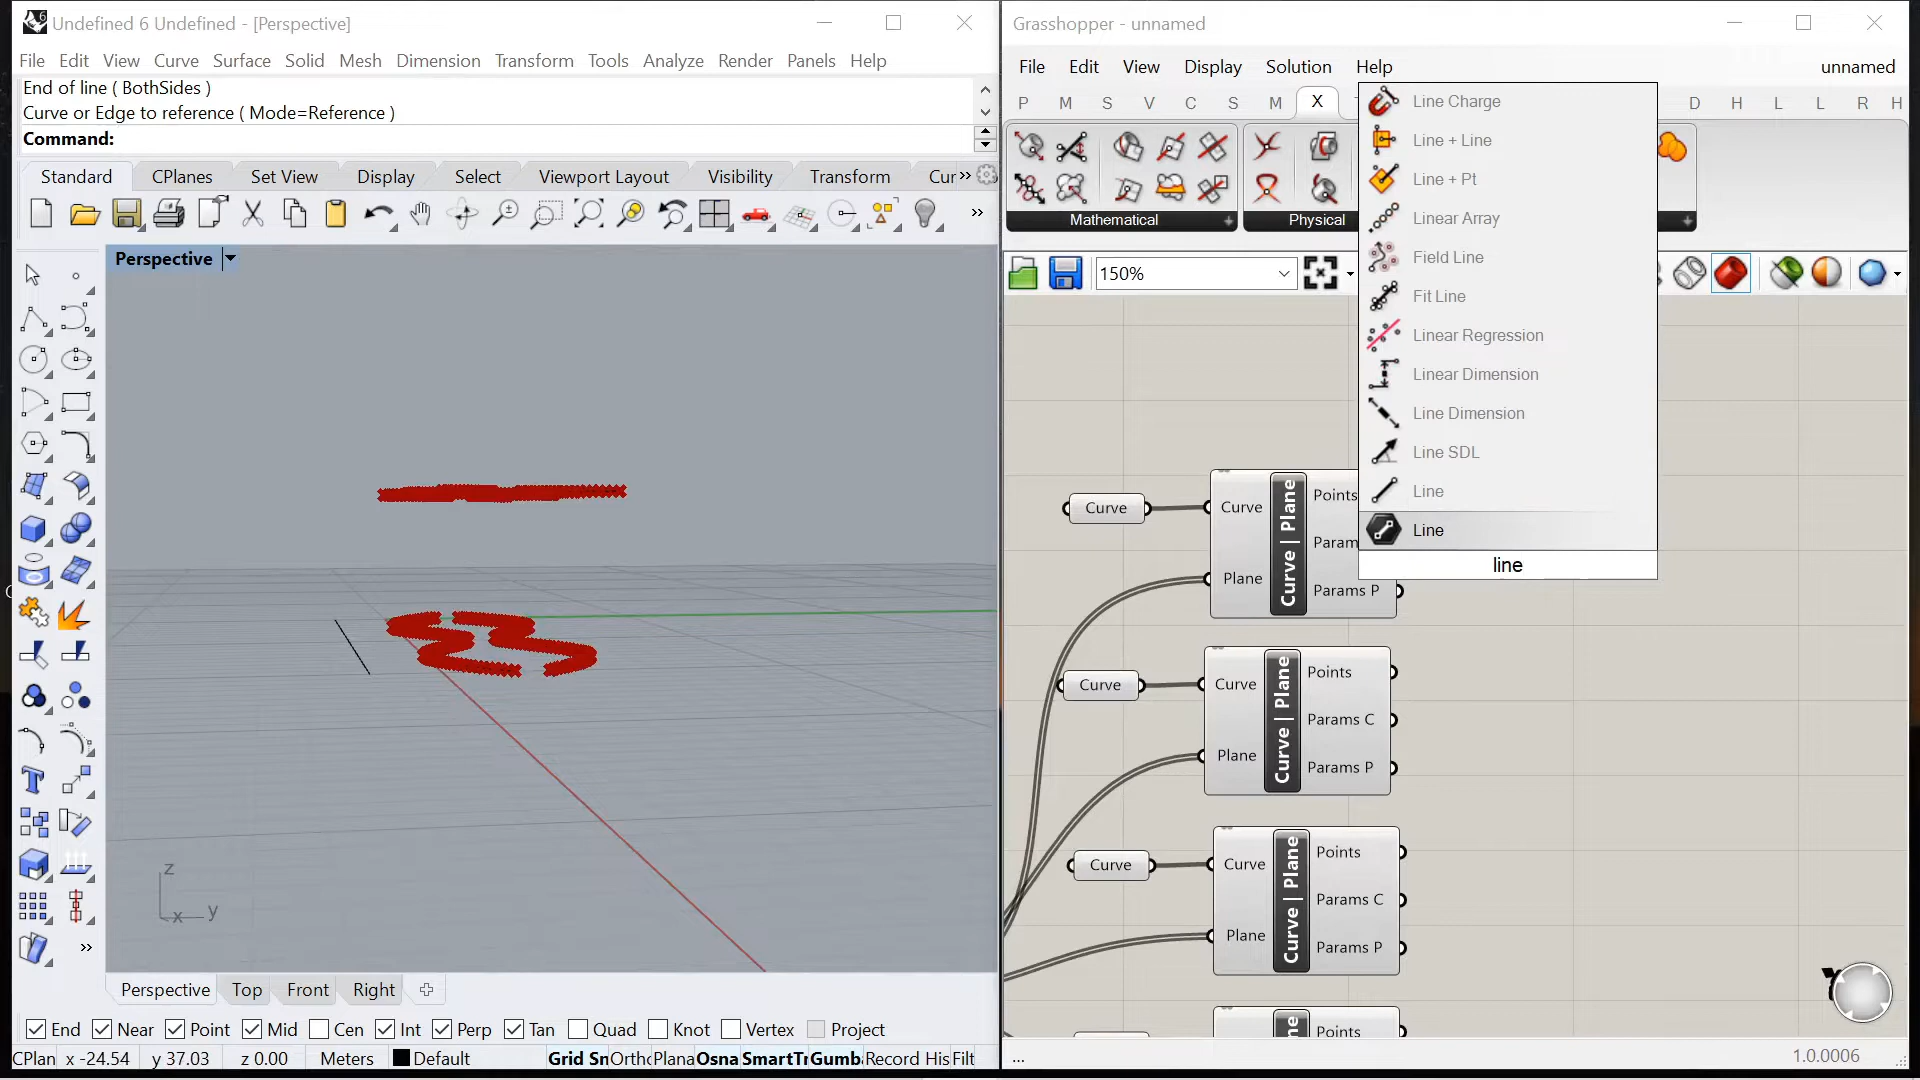 Undefined 6 Undefined - [Perspective]
File Edit View Curve Surface Solid Mesh Dimension Transform Tools Analyze Render Panels Help
End of line ( BothSides )
Curve or Edge to reference ( Mode=Reference )
Command:
Standard CPlanes Set View Display Select Viewport Layout Visibility Transform Cur
Perspective
z
x y
Perspective Top Front Right
End Near Point Mid Cen Int Perp Tan Quad Knot Vertex Project
CPlan x -24.54 y 37.03 z 0.00 Meters Default Grid Sn Ortho Plana Osna SmartTr Gumb Record His Filt
Grasshopper - unnamed
File Edit View Display Solution Help unnamed
P M S V C S M X D H L L R H
Mathematical Physical
150%
Line Charge
Line + Line
Line + Pt
Linear Array
Field Line
Fit Line
Linear Regression
Linear Dimension
Line Dimension
Line SDL
Line
Line
line
Curve Curve Plane Curve | Plane Points Param Params P
Curve Curve Plane Curve | Plane Points Params C Params P
Curve Curve Plane Curve | Plane Points Params C Params P
Points
...
1.0.0006